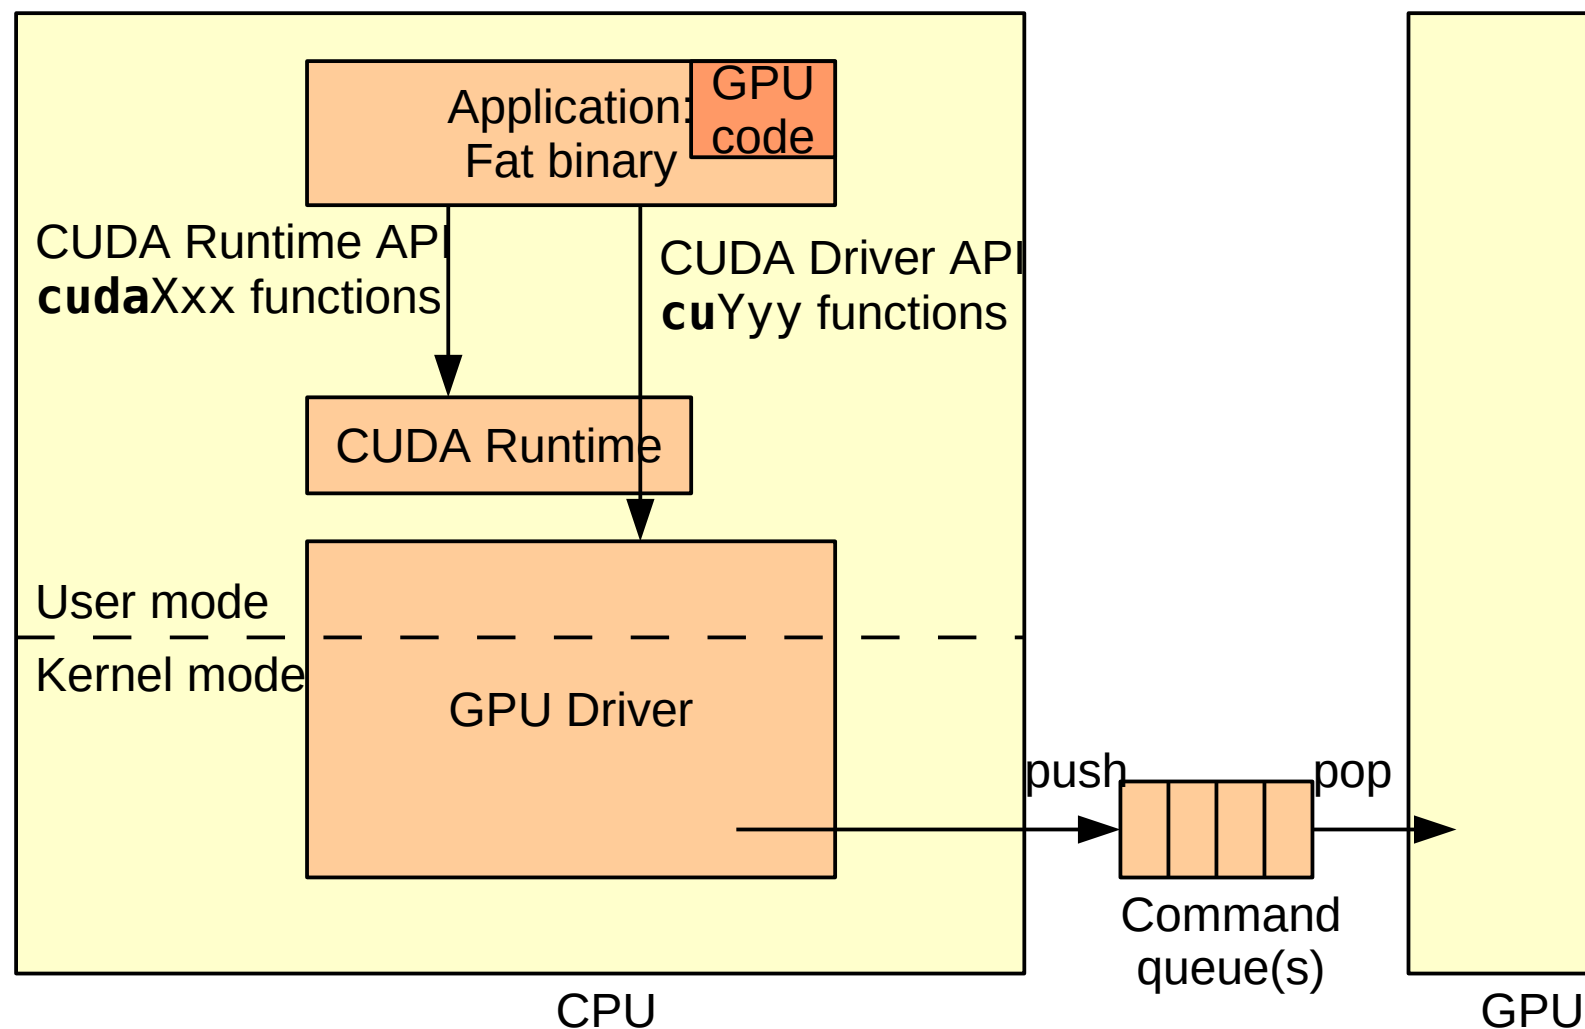 GPU
code
Application:
Fat binary
CUDA Runtime API
cudaXxx functions
CUDA Driver API
cuYyy functions
CUDA Runtime
User mode
Kernel mode
GPU Driver
push
pop
Command
queue(s)
CPU
GPU